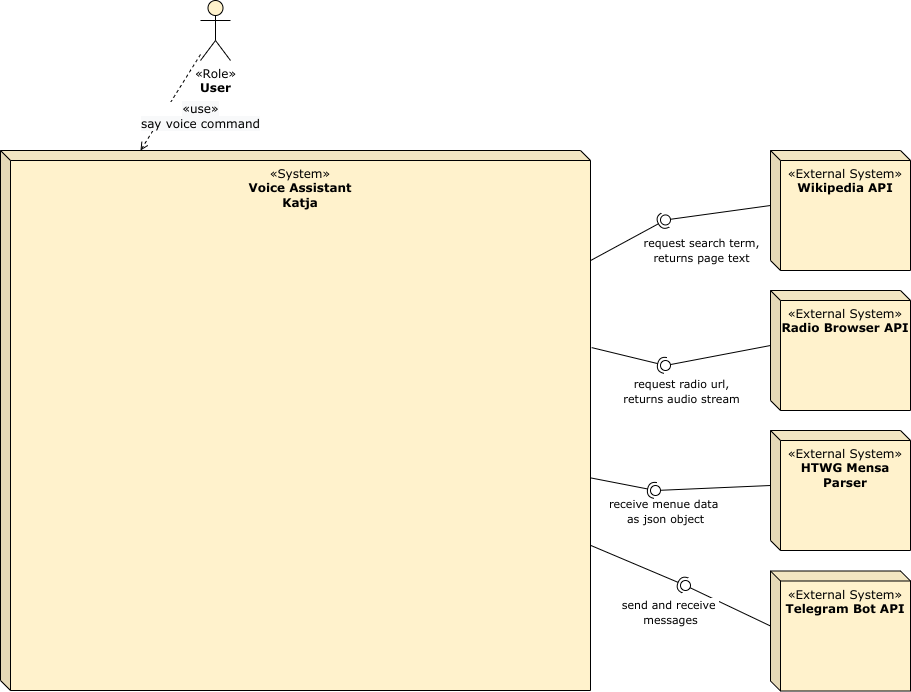 «Role»
User
«use»
say voice command
«System»
Voice Assistant
Katja
«External System»
Wikipedia API
request search term,
returns page text
«External System»
Radio Browser API
request radio url,
returns audio stream
«External System»
HTWG Mensa
Parser
receive menue data
as json object
«External System»
Telegram Bot API
send and receive
messages